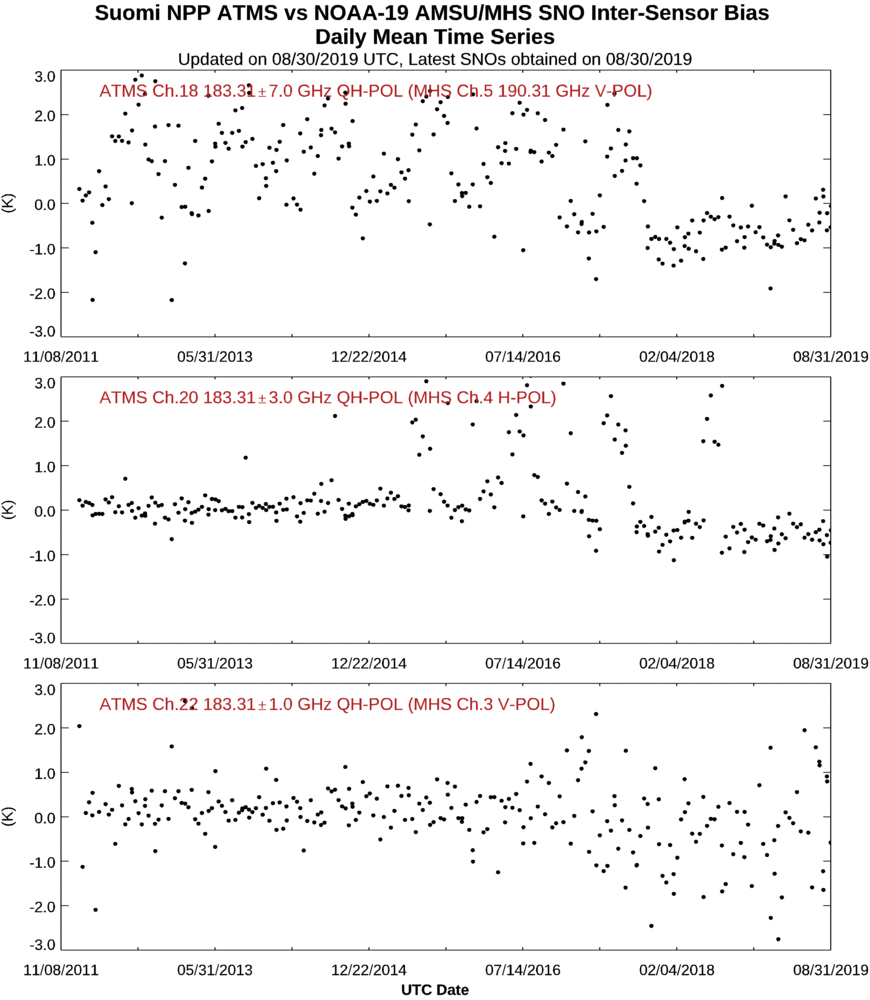 Suomi NPP ATMS vs NOAA-19 AMSU/MHS SNO Inter-Sensor Bias
Daily Mean Time Series
Updated on 08/30/2019 UTC, Latest SNOs obtained on 08/30/2019
ATMS Ch.18 183.31±7.0 GHz QH-POL (MHS Ch.5 190.31 GHz V-POL)
3.0
2.0
1.0
0.0
-1.0
-2.0
-3.0
(K)
11/08/2011 05/31/2013 12/22/2014 07/14/2016 02/04/2018 08/31/2019
ATMS Ch.20 183.31±3.0 GHz QH-POL (MHS Ch.4 H-POL)
3.0
2.0
1.0
0.0
-1.0
-2.0
-3.0
(K)
11/08/2011 05/31/2013 12/22/2014 07/14/2016 02/04/2018 08/31/2019
ATMS Ch.22 183.31±1.0 GHz QH-POL (MHS Ch.3 V-POL)
3.0
2.0
1.0
0.0
-1.0
-2.0
-3.0
(K)
11/08/2011 05/31/2013 12/22/2014 07/14/2016 02/04/2018 08/31/2019
UTC Date